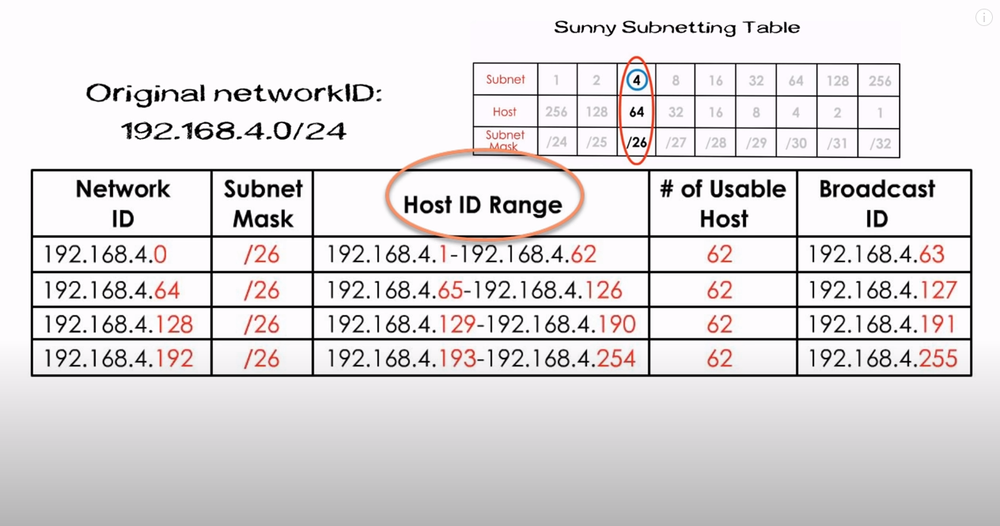 Sunny Subnetting Table
Original networkID:
192.168.4.0/24
Subnet 1 2 4 8 16 32 64 128 256
Host 256 128 64 32 16 8 4 2 1
Subnet Mask /24 /25 /26 /27 /28 /29 /30 /31 /32
Network ID Subnet Mask Host ID Range # of Usable Host Broadcast ID
192.168.4.0 /26 192.168.4.1-192.168.4.62 62 192.168.4.63
192.168.4.64 /26 192.168.4.65-192.168.4.126 62 192.168.4.127
192.168.4.128 /26 192.168.4.129-192.168.4.190 62 192.168.4.191
192.168.4.192 /26 192.168.4.193-192.168.4.254 62 192.168.4.255